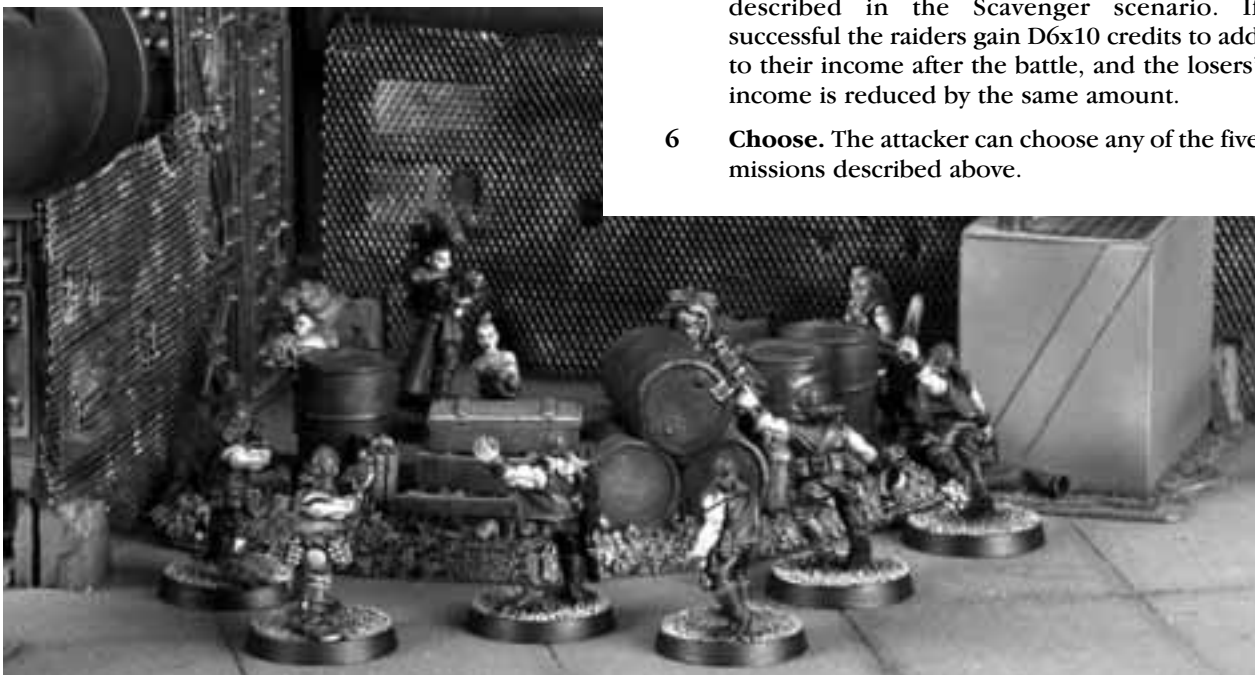 described in the Scavenger scenario. If
successful the raiders gain D6x10 credits to add
to their income after the battle, and the losers'
income is reduced by the same amount.
6 Choose. The attacker can choose any of the five
missions described above.